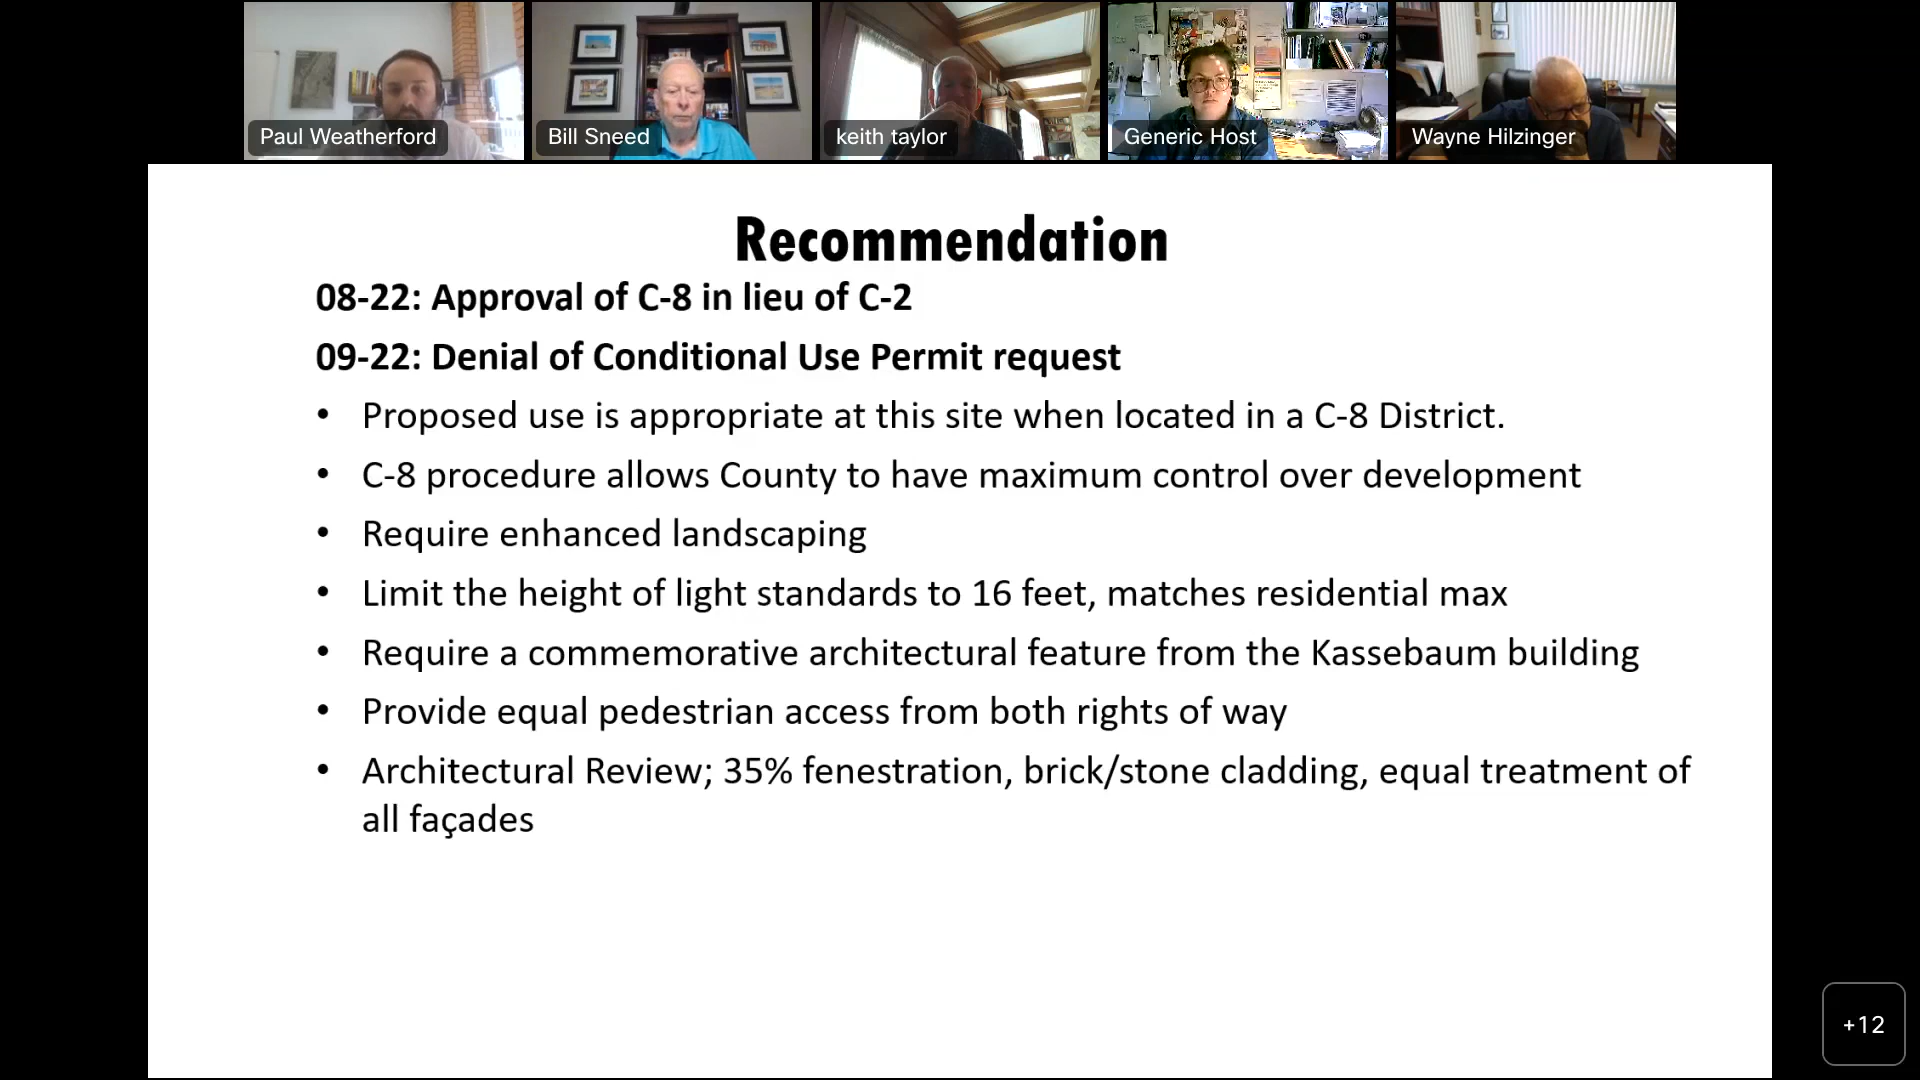 Paul Weatherford
Bill Sneed
keith taylor
Generic Host
Wayne Hilzinger
Recommendation
08-22: Approval of C-8 in lieu of C-2
09-22: Denial of Conditional Use Permit request
• Proposed use is appropriate at this site when located in a C-8 District.
• C-8 procedure allows County to have maximum control over development
• Require enhanced landscaping
• Limit the height of light standards to 16 feet, matches residential max
• Require a commemorative architectural feature from the Kassebaum building
• Provide equal pedestrian access from both rights of way
• Architectural Review; 35% fenestration, brick/stone cladding, equal treatment of
all façades
+12